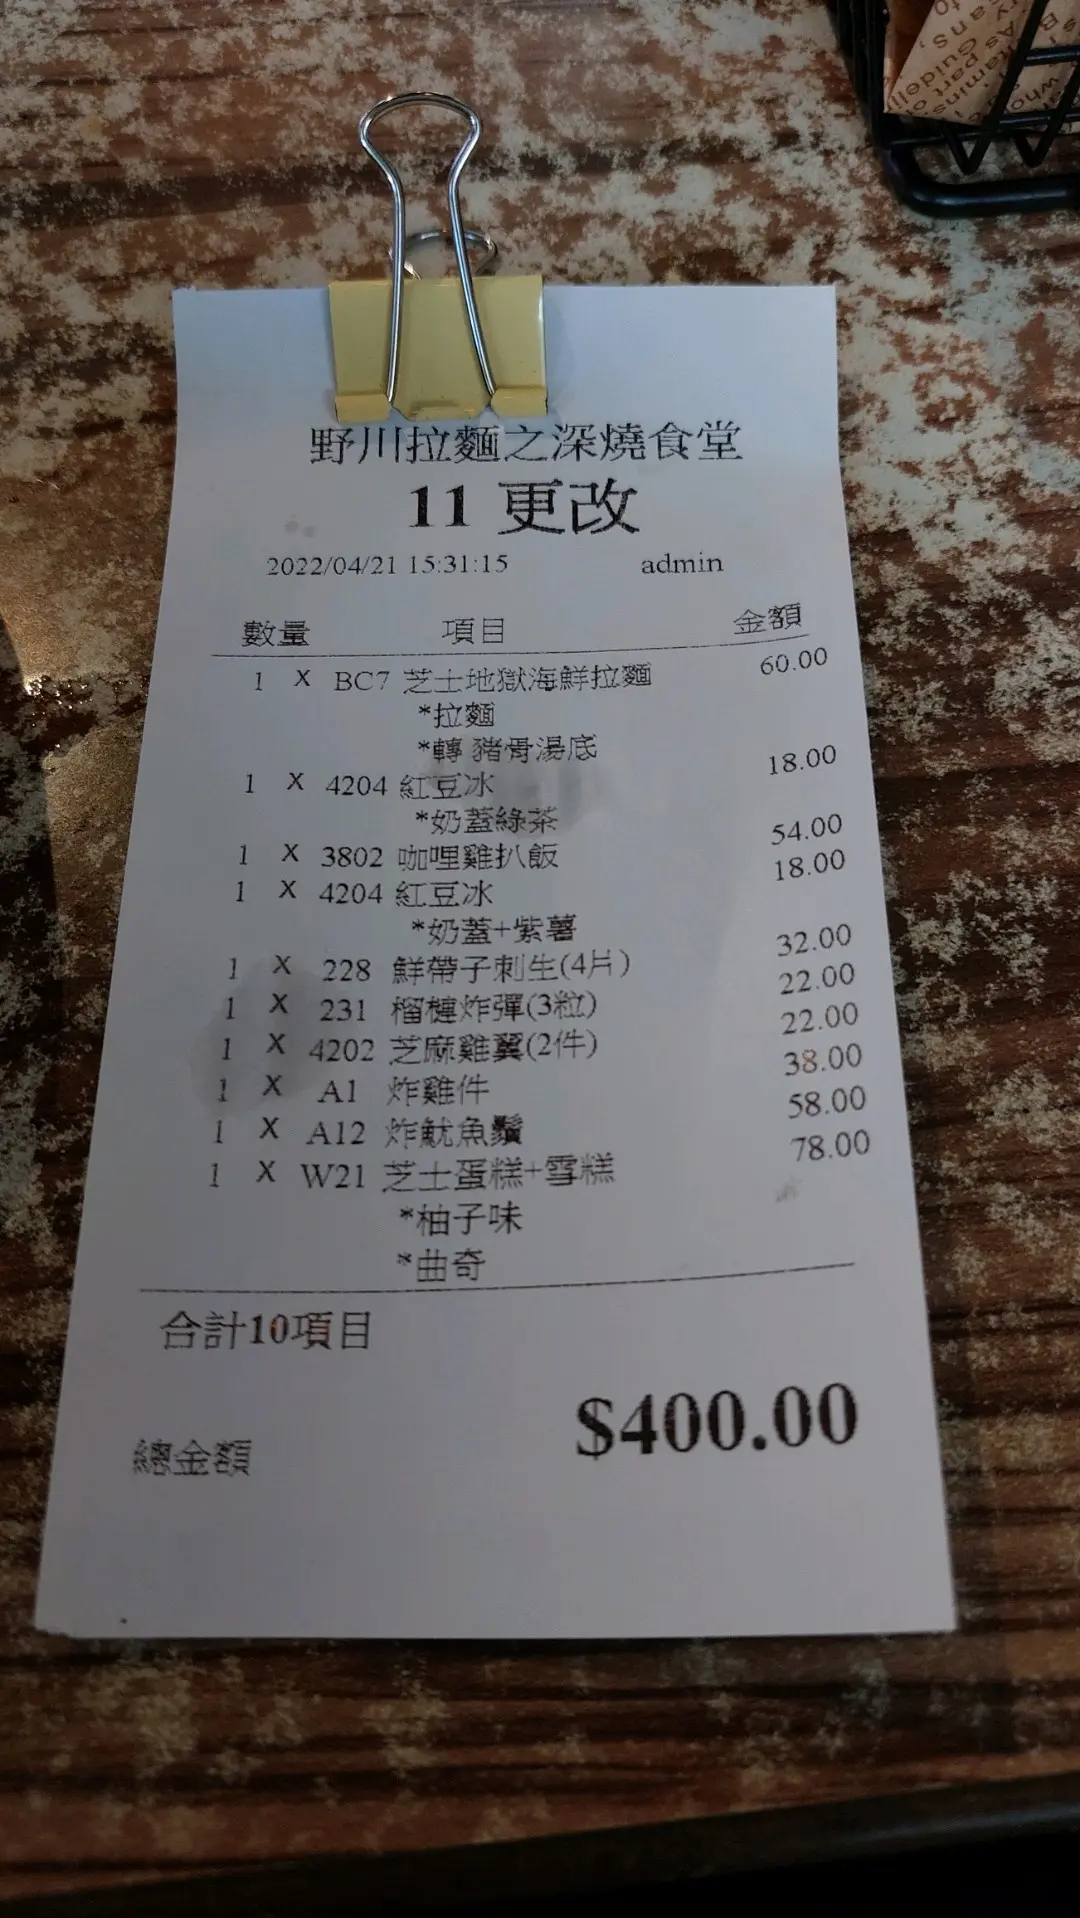 野川拉麵之深燒食堂
11 更改
2022/04/21 15:31:15 admin
數量 項目 金額
1 X BC7 芝士地獄海鮮拉麵 60.00
*拉麵
*轉 豬骨湯底
1 X 4204 紅豆冰 18.00
*奶蓋綠茶
1 X 3802 咖哩雞扒飯 54.00
1 X 4204 紅豆冰 18.00
*奶蓋+紫薯
1 X 228 鮮帶子刺生(4片) 32.00
1 X 231 榴槤炸彈(3粒) 22.00
1 X 4202 芝麻雞翼(2件) 22.00
1 X A1 炸雞件 38.00
1 X A12 炸魷魚鬚 58.00
1 X W21 芝士蛋糕+雪糕 78.00
*柚子味
*曲奇
合計10項目
總金額 $400.00